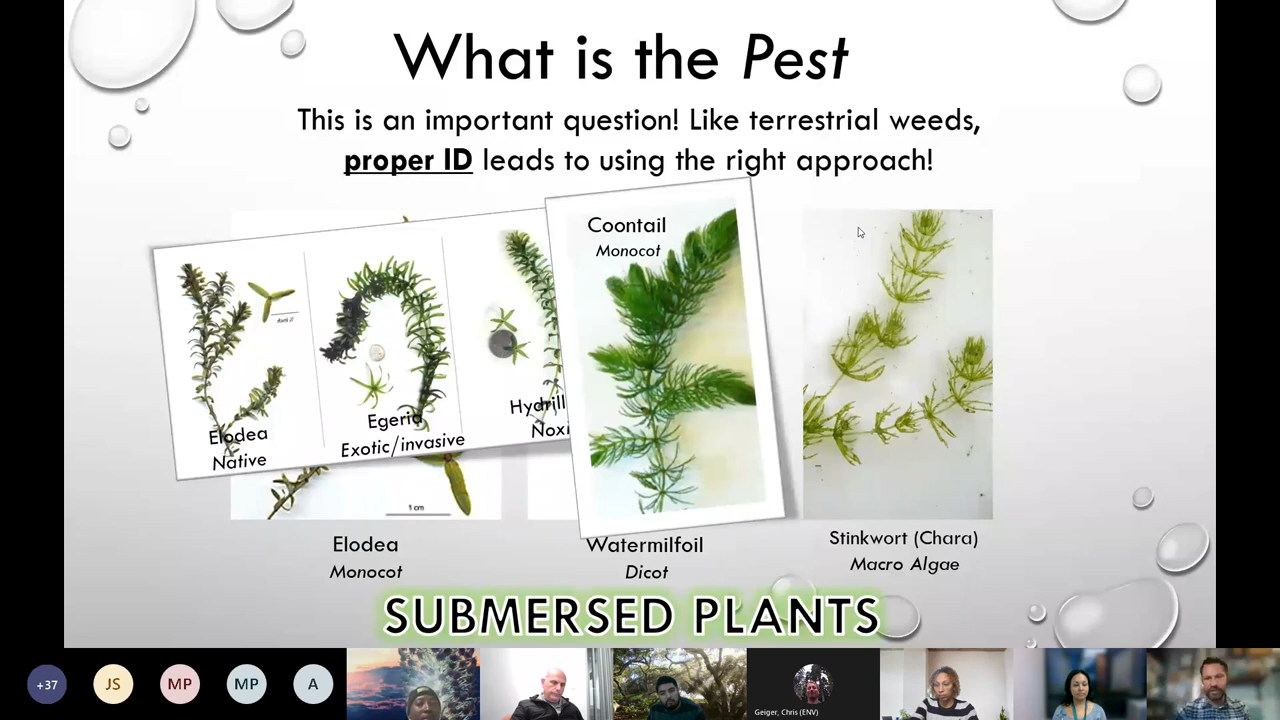 What is the Pest
This is an important question! Like terrestrial weeds,
proper ID leads to using the right approach!
Coontail
Monocot
Elodea
Native
Egeria
Exotic/invasive
Hydrill
Noxi
1 cm
Elodea
Monocot
Watermilfoil
Dicot
Stinkwort (Chara)
Macro Algae
SUBMERSED PLANTS
+37
JS
MP
MP
A
Geiger, Chris (ENV)